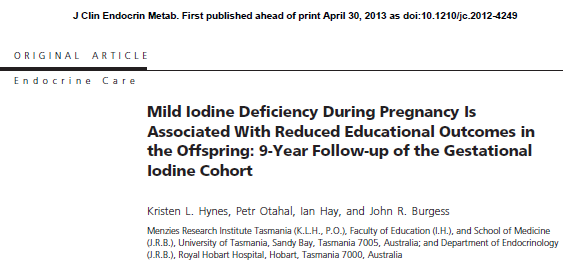 J Clin Endocrin Metab. First published ahead of print April 30, 2013 as doi:10.1210/jc.2012-4249
ORIGINAL ARTICLE
Endocrine Care
Mild Iodine Deficiency During Pregnancy Is
Associated With Reduced Educational Outcomes in
the Offspring: 9-Year Follow-up of the Gestational
Iodine Cohort
Kristen L. Hynes, Petr Otahal, Ian Hay, and John R. Burgess
Menzies Research Institute Tasmania (K.L.H., P.O.), Faculty of Education (I.H.), and School of Medicine
(J.R.B.), University of Tasmania, Sandy Bay, Tasmania 7005, Australia; and Department of Endocrinology
(J.R.B.), Royal Hobart Hospital, Hobart, Tasmania 7000, Australia